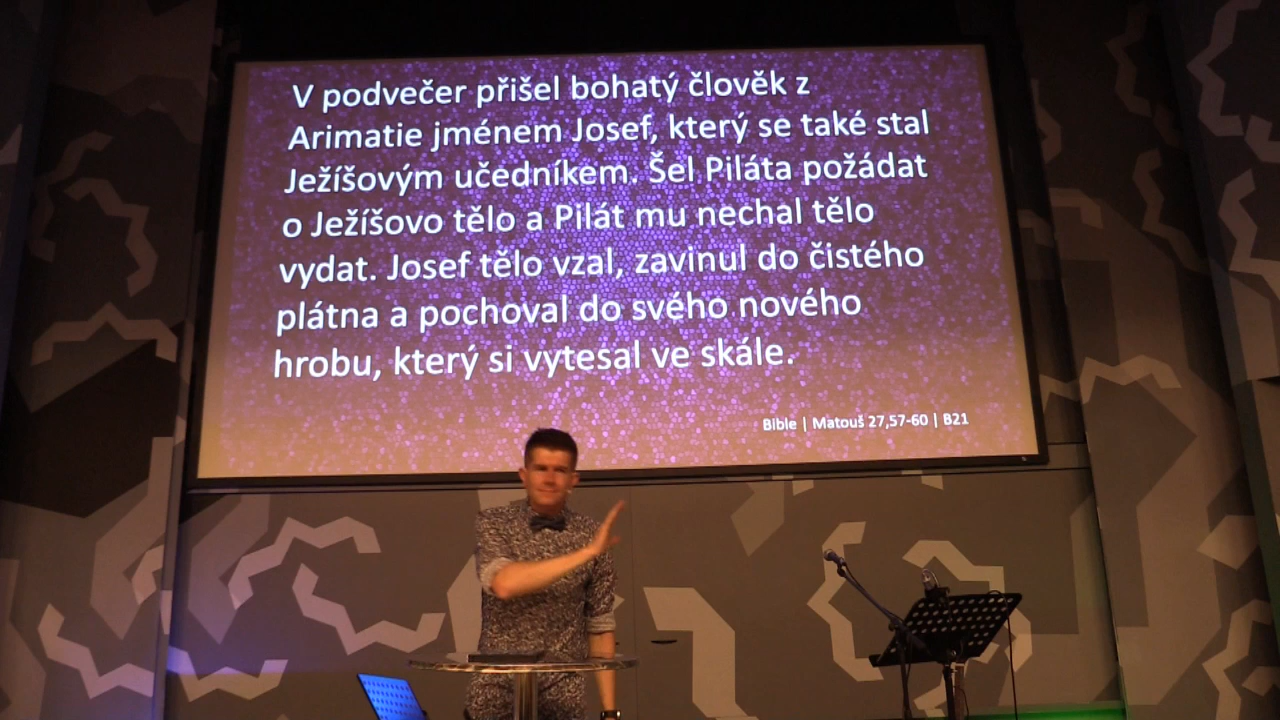 V podvečer přišel bohatý člověk z
Arimatie jménem Josef, který se také stal
Ježíšovým učedníkem. Šel Piláta požádat
o Ježíšovo tělo a Pilát mu nechal tělo
vydat. Josef tělo vzal, zavinul do čistého
plátna a pochoval do svého nového
hrobu, který si vytesal ve skále.
Bible | Matouš 27,57-60 | B21